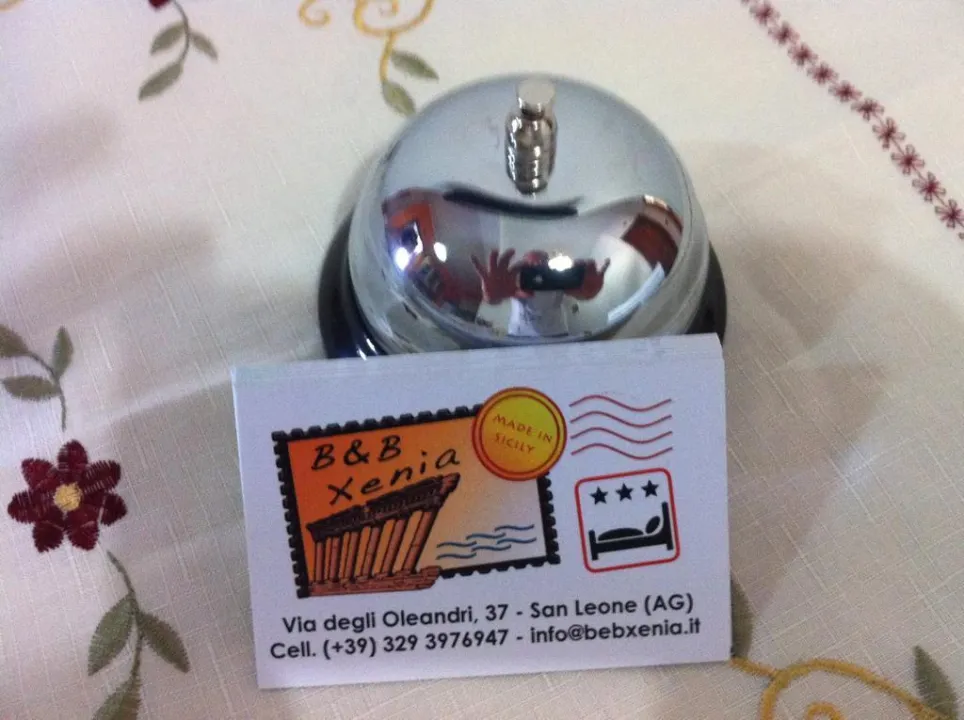 B & B
Xenia
MADE IN
SICILY
Via degli Oleandri, 37 - San Leone (AG)
Cell. (+39) 329 3976947 - info@bebxenia.it